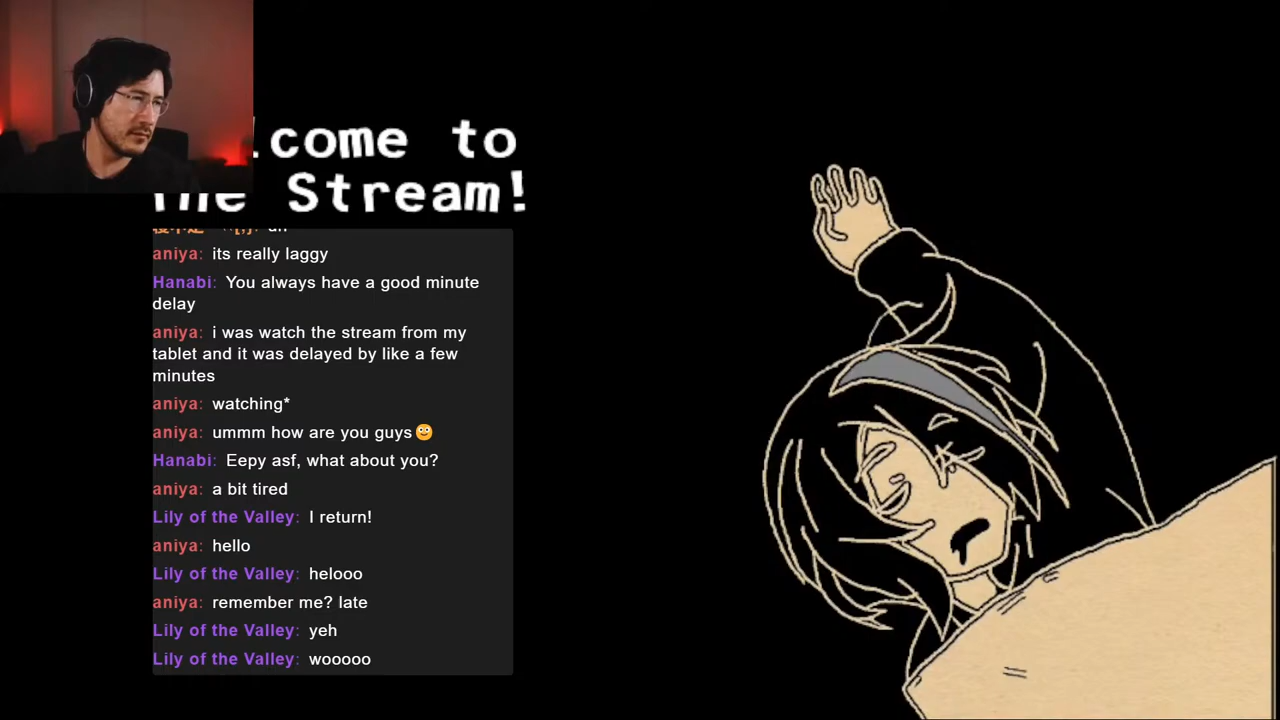 come to
The Stream!
aniya: its really laggy
Hanabi: You always have a good minute
delay
aniya: i was watch the stream from my
tablet and it was delayed by like a few
minutes
aniya: watching*
aniya: ummm how are you guys🙂
Hanabi: Eepy asf, what about you?
aniya: a bit tired
Lily of the Valley: I return!
aniya: hello
Lily of the Valley: helooo
aniya: remember me? late
Lily of the Valley: yeh
Lily of the Valley: wooooo